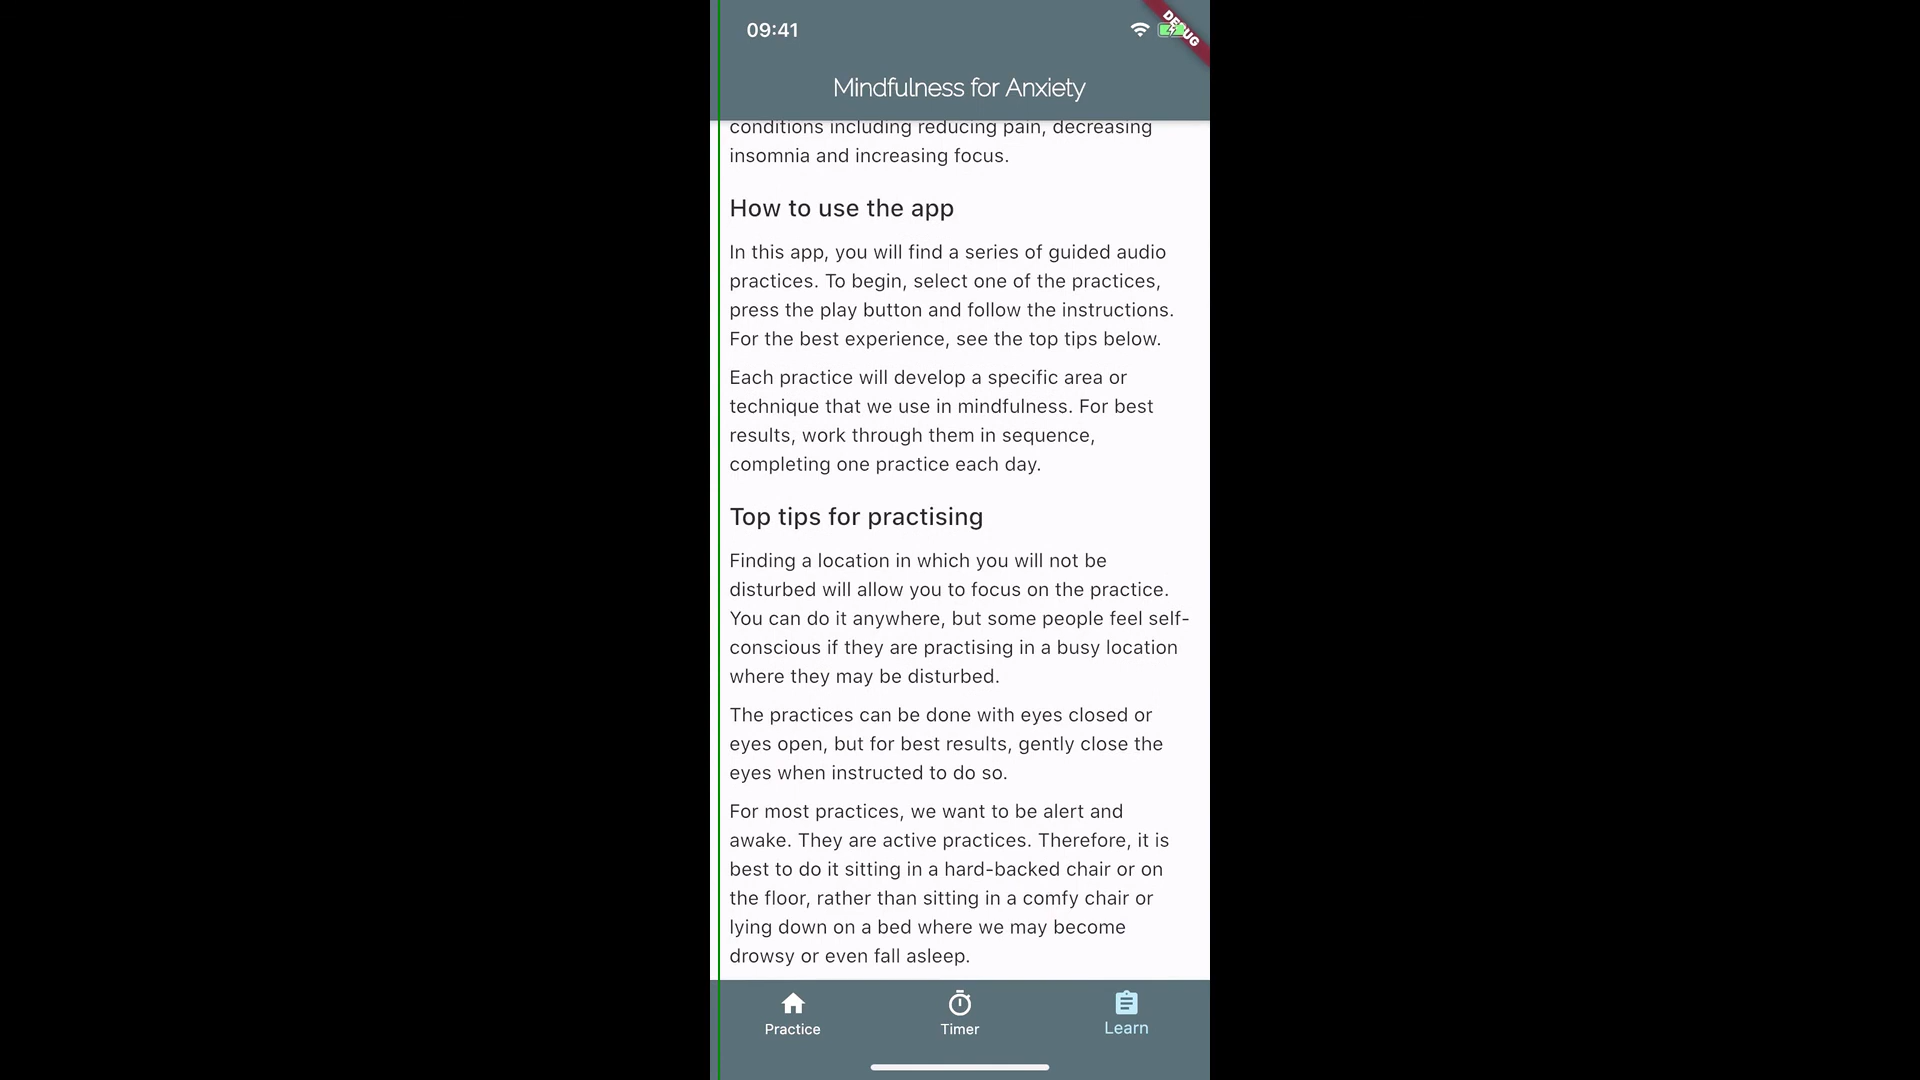 09:41
DEBUG
Mindfulness for Anxiety
conditions including reducing pain, decreasing
insomnia and increasing focus.
How to use the app
In this app, you will find a series of guided audio
practices. To begin, select one of the practices,
press the play button and follow the instructions.
For the best experience, see the top tips below.
Each practice will develop a specific area or
technique that we use in mindfulness. For best
results, work through them in sequence,
completing one practice each day.
Top tips for practising
Finding a location in which you will not be
disturbed will allow you to focus on the practice.
You can do it anywhere, but some people feel self-
conscious if they are practising in a busy location
where they may be disturbed.
The practices can be done with eyes closed or
eyes open, but for best results, gently close the
eyes when instructed to do so.
For most practices, we want to be alert and
awake. They are active practices. Therefore, it is
best to do it sitting in a hard-backed chair or on
the floor, rather than sitting in a comfy chair or
lying down on a bed where we may become
drowsy or even fall asleep.
Practice
Timer
Learn